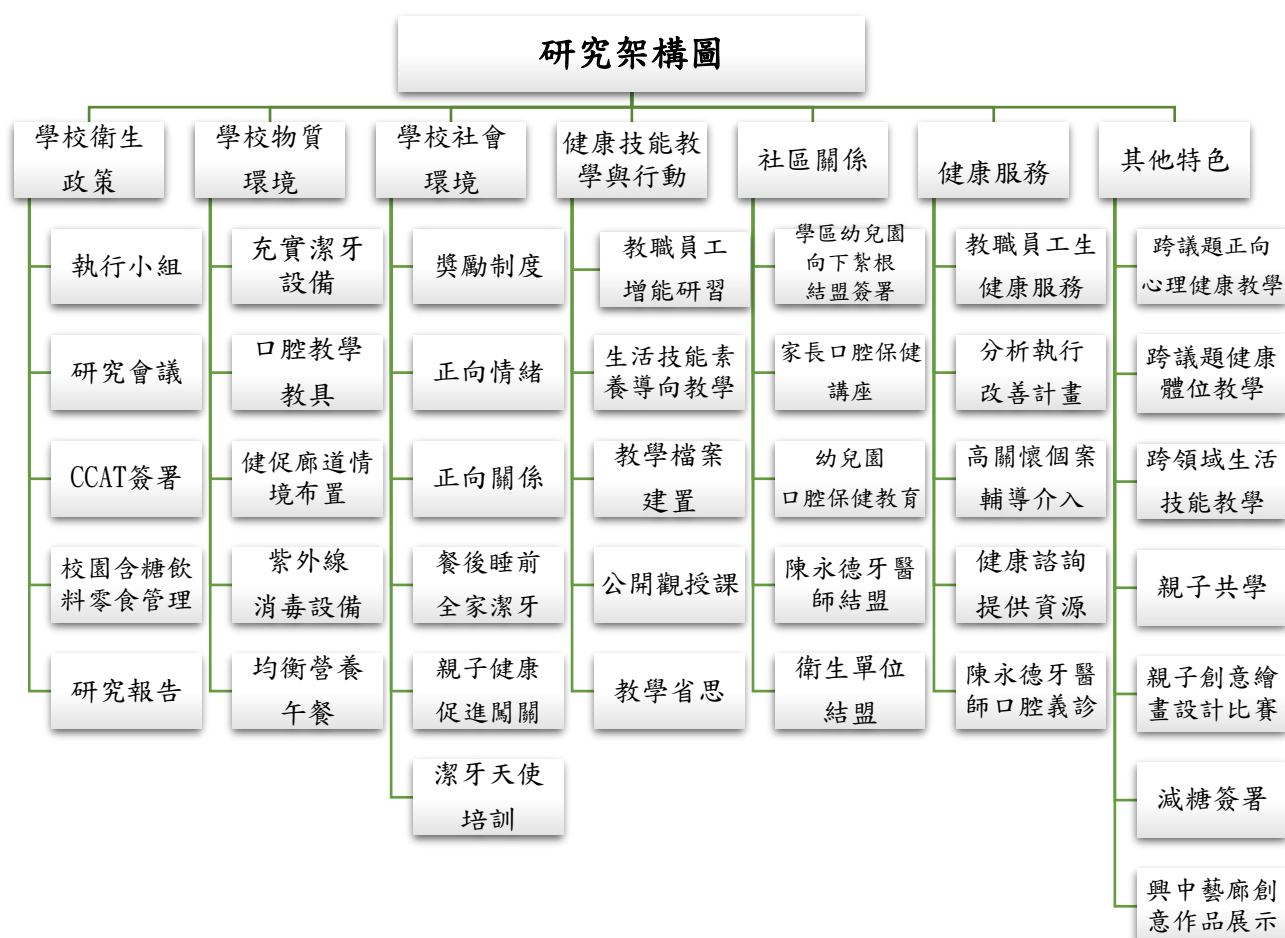 研究架構圖
學校衛生
政策
執行小組
研究會議
CCAT簽署
校園含糖飲
料零食管理
研究報告
學校物質
環境
充實潔牙
設備
口腔教學
教具
健促廊道情
境布置
紫外線
消毒設備
均衡營養
午餐
學校社會
環境
獎勵制度
正向情緒
正向關係
餐後睡前
全家潔牙
親子健康
促進闖關
潔牙天使
培訓
健康技能教
學與行動
教職員工
增能研習
生活技能素
養導向教學
教學檔案
建置
公開觀授課
教學省思
社區關係
學區幼兒園
向下紮根
結盟簽署
家長口腔保健
講座
幼兒園
口腔保健教育
陳永德牙醫
師結盟
衛生單位
結盟
健康服務
教職員工生
健康服務
分析執行
改善計畫
高關懷個案
輔導介入
健康諮詢
提供資源
陳永德牙醫
師口腔義診
其他特色
跨議題正向
心理健康教學
跨議題健康
體位教學
跨領域生活
技能教學
親子共學
親子創意繪
畫設計比賽
減糖簽署
興中藝廊創
意作品展示